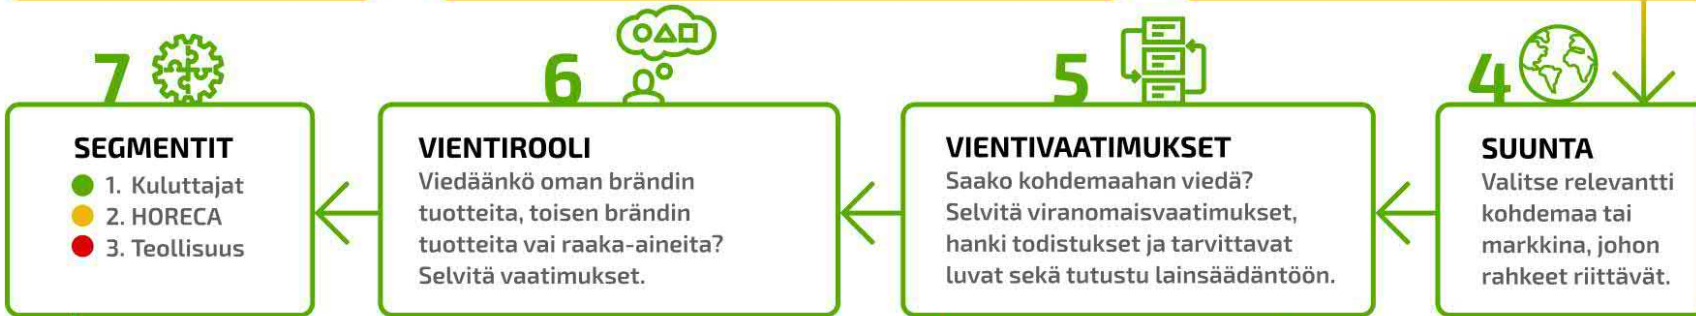 7
SEGMENTIT
1. Kuluttajat
2. HORECA
3. Teollisuus
6
VIENTIROOLI
Viedäänkö oman brändin
tuotteita, toisen brändin
tuotteita vai raaka-aineita?
Selvitä vaatimukset.
5
VIENTIVAATIMUKSET
Saako kohdemaahan viedä?
Selvitä viranomaisvaatimukset,
hanki todistukset ja tarvittavat
luvat sekä tutustu lainsäädäntöön.
4
SUUNTA
Valitse relevantti
kohdemaa tai
markkina, johon
rahkeet riittävät.